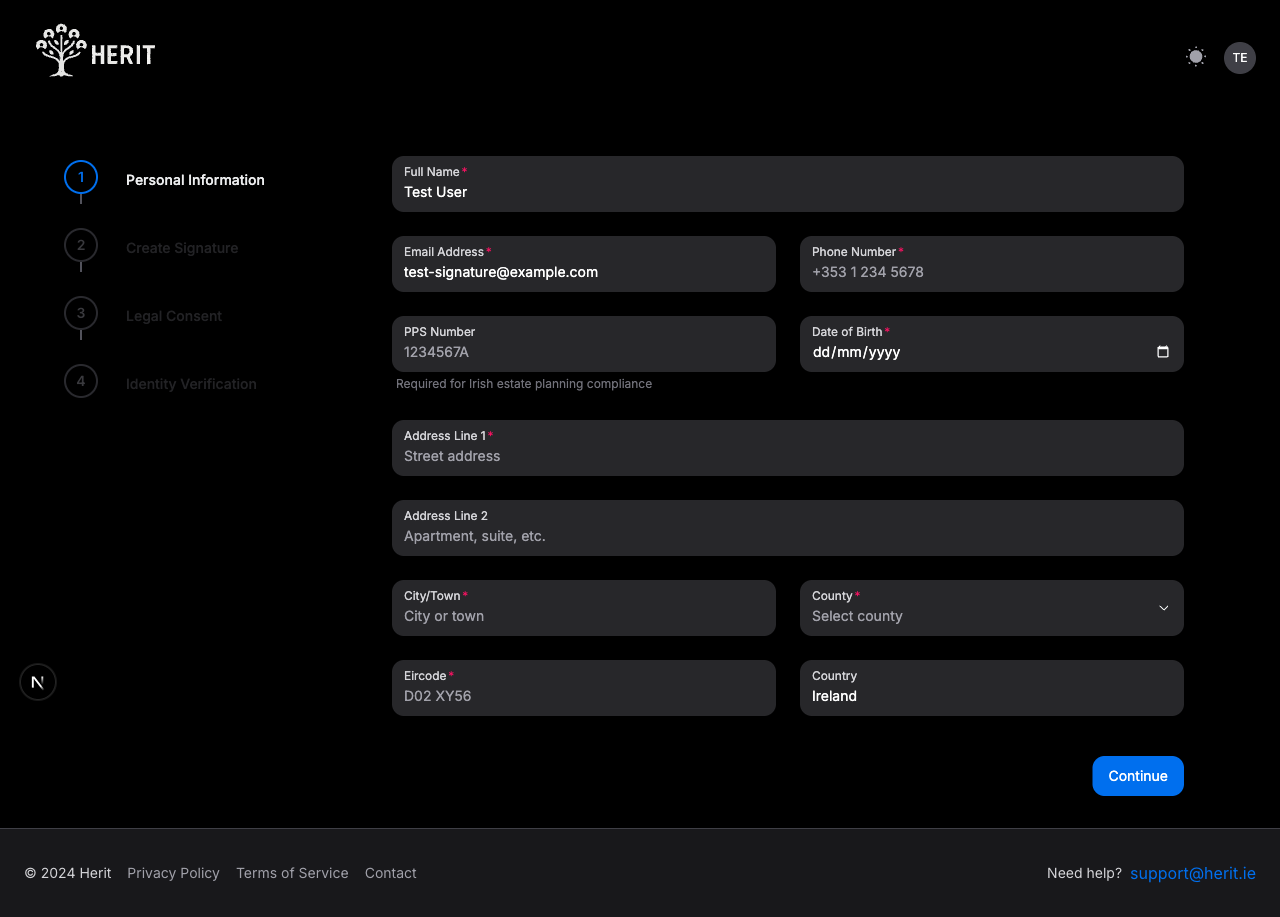 HERIT
TE
1 Personal Information
2 Create Signature
3 Legal Consent
4 Identity Verification
Full Name*
Test User
Email Address*
test-signature@example.com
Phone Number*
+353 1 234 5678
PPS Number
1234567A
Required for Irish estate planning compliance
Date of Birth*
dd/mm/yyyy
Address Line 1*
Street address
Address Line 2
Apartment, suite, etc.
City/Town*
City or town
County*
Select county
Eircode*
D02 XY56
Country
Ireland
N
Continue
© 2024 Herit Privacy Policy Terms of Service Contact
Need help? support@herit.ie